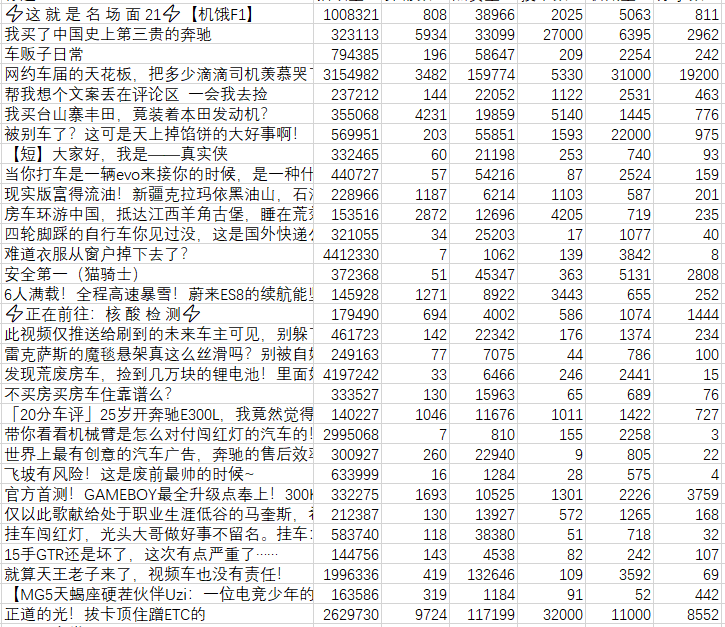 ⚡这 就 是 名 场 面 21⚡【机饿F1】 1008321 808 38966 2025 5063 811
我买了中国史上第三贵的奔驰 323113 5934 33099 27000 6395 2962
车贩子日常 794385 196 58647 209 2254 242
网约车届的天花板，把多少滴滴司机羡慕哭 3154982 3482 159774 5330 31000 19200
帮我想个文案丢在评论区 一会我去捡 237212 144 22052 1122 2531 463
我买台山寨丰田，竟装着本田发动机？ 355068 4231 19859 5140 1445 776
被别车了？这可是天上掉馅饼的大好事啊！ 569951 203 55851 1593 22000 975
【短】大家好，我是——真实侠 332465 60 21198 253 740 93
当你打车是一辆evo来接你的时候，是一种什 440727 57 54216 87 2524 159
现实版富得流油！新疆克拉玛依黑油山，石 228966 1187 6214 1103 587 201
房车环游中国，抵达江西羊角古堡，睡在荒 153516 2872 12696 4205 719 235
四轮脚踩的自行车你见过没，这是国外快递 321055 34 25203 17 1077 40
难道衣服从窗户掉下去了？ 4412330 7 1062 139 3842 8
安全第一（猫骑士） 372368 51 45347 363 5131 2808
6人满载！全程高速暴雪！蔚来ES8的续航能 145928 1271 8922 3443 655 252
⚡正在前往：核 酸 检 测⚡ 179490 694 4002 586 1074 1444
此视频仅推送给刷到的未来车主可见，别躲 461723 142 22342 176 1374 234
雷克萨斯的魔毯悬架真这么丝滑吗？别被自 249163 77 7075 44 786 100
发现荒废房车，捡到几万块的锂电池！里面 4197242 33 6466 246 2441 15
不买房买房车住靠谱么？ 333527 130 15963 65 689 76
「20分车评」25岁开奔驰E300L，我竟然觉得 140227 1046 11676 1011 1422 727
带你看看机械臂是怎么对付闯红灯的汽车的！ 2995068 7 810 155 2258 3
世界上最有创意的汽车广告，奔驰的售后效 300927 260 22940 9 805 22
飞坡有风险！这是废前最帅的时候~ 633999 16 1284 28 575 4
官方首测！GAMEBOY最全升级点奉上！300 332275 1693 10525 1301 2226 3759
仅以此歌献给处于职业生涯低谷的马奎斯， 212387 130 13927 572 1265 168
挂车闯红灯，光头大哥做好事不留名。挂车： 583740 118 38380 51 718 32
15手GTR还是坏了，这次有点严重了…… 144756 143 4538 82 242 107
就算天王老子来了，视频车也没有责任！ 1996336 419 132646 109 3592 69
【MG5天蝎座硬茬伙伴Uzi：一位电竞少年的 163586 319 1184 91 52 442
正道的光！拔卡顶住蹭ETC的 2629730 9724 117199 32000 11000 8552